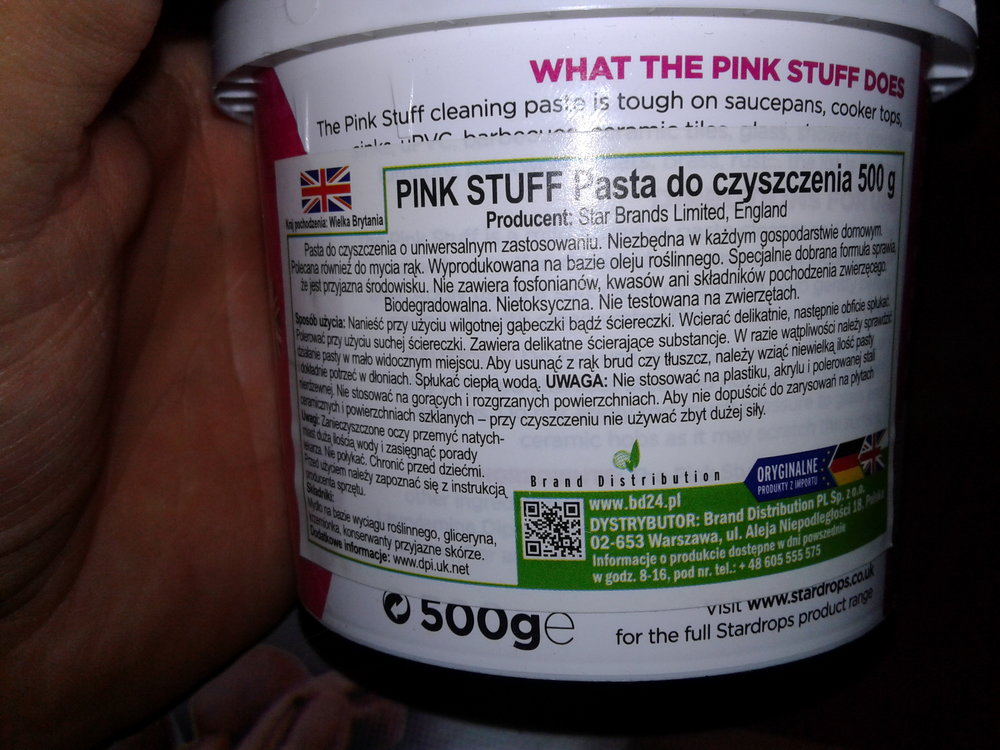 WHAT THE PINK STUFF DOES
The Pink Stuff cleaning paste is tough on saucepans, cooker tops,
sinks, uPVC, barbecues, ceramic tiles, glass,
Kraj pochodzenia: Wielka Brytania
PINK STUFF Pasta do czyszczenia 500 g
Producent: Star Brands Limited, England
Pasta do czyszczenia o uniwersalnym zastosowaniu. Niezbędna w każdym gospodarstwie domowym.
Polecana również do mycia rąk. Wyprodukowana na bazie oleju roślinnego. Specjalnie dobrana formuła sprawia,
że jest przyjazna środowisku. Nie zawiera fosfonianów, kwasów ani składników pochodzenia zwierzęcego.
Biodegradowalna. Nietoksyczna. Nie testowana na zwierzętach.
Sposób użycia: Nanieść przy użyciu wilgotnej gąbeczki bądź ściereczki. Wcierać delikatnie, następnie obficie spłukać.
Polerować przy użyciu suchej ściereczki. Zawiera delikatne ścierające substancje. W razie wątpliwości należy sprawdzić
działanie pasty w mało widocznym miejscu. Aby usunąć z rąk brud czy tłuszcz, należy wziąć niewielką ilość pasty
dokładnie potrzeć w dłoniach. Spłukać ciepłą wodą. UWAGA: Nie stosować na plastiku, akrylu i polerowanej stali
nierdzewnej. Nie stosować na gorących i rozgrzanych powierzchniach. Aby nie dopuścić do zarysowań na płytach
ceramicznych i powierzchniach szklanych – przy czyszczeniu nie używać zbyt dużej siły.
Uwagi: Zanieczyszczone oczy przemyć natych-
miast dużą ilością wody i zasięgnąć porady
lekarza. Nie połykać. Chronić przed dziećmi.
Przed użyciem należy zapoznać się z instrukcją
producenta sprzętu.
Składniki:
Mydło na bazie wyciągu roślinnego, gliceryna,
krzemionka, konserwanty przyjazne skórze.
Dodatkowe informacje: www.dpi.uk.net
Brand Distribution
ORYGINALNE
PRODUKTY Z IMPORTU
www.bd24.pl
DYSTRYBUTOR: Brand Distribution PL Sp. z o.o.
02-653 Warszawa, ul. Aleja Niepodległości 18, Polska
Informacje o produkcie dostępne w dni powszednie
w godz. 8-16, pod nr. tel.: + 48 605 555 575
500g e
Visit www.stardrops.co.uk
for the full Stardrops product range